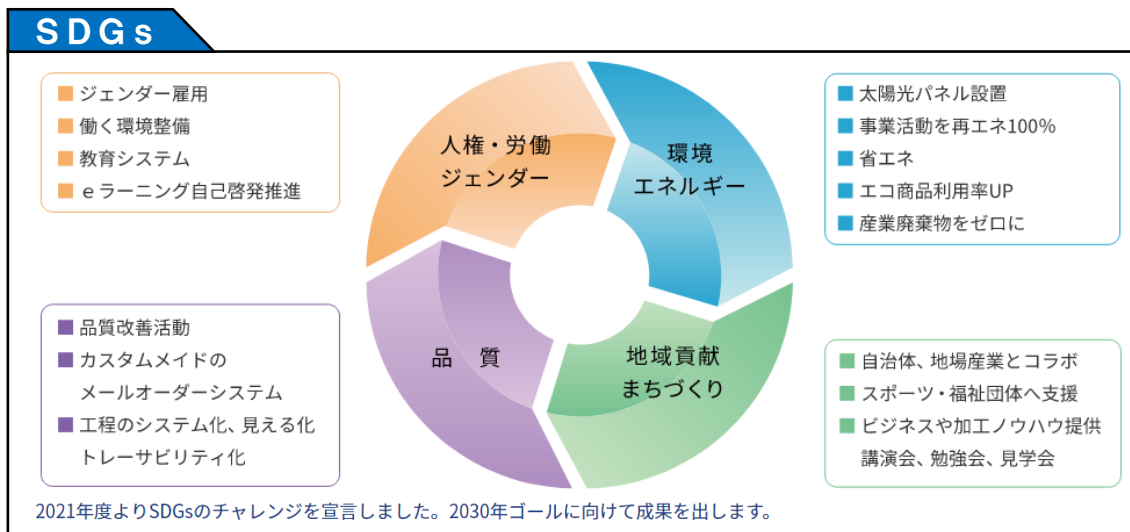 SDGs
■ ジェンダー雇用
■ 働く環境整備
■ 教育システム
■ eラーニング自己啓発推進
人権・労働
ジェンダー
環境
エネルギー
■ 太陽光パネル設置
■ 事業活動を再エネ100%
■ 省エネ
■ エコ商品利用率UP
■ 産業廃棄物をゼロに
■ 品質改善活動
■ カスタムメイドの
メールオーダーシステム
■ 工程のシステム化、見える化
トレーサビリティ化
品　質
地域貢献
まちづくり
■ 自治体、地場産業とコラボ
■ スポーツ・福祉団体へ支援
■ ビジネスや加工ノウハウ提供
講演会、勉強会、見学会
2021年度よりSDGsのチャレンジを宣言しました。2030年ゴールに向けて成果を出します。